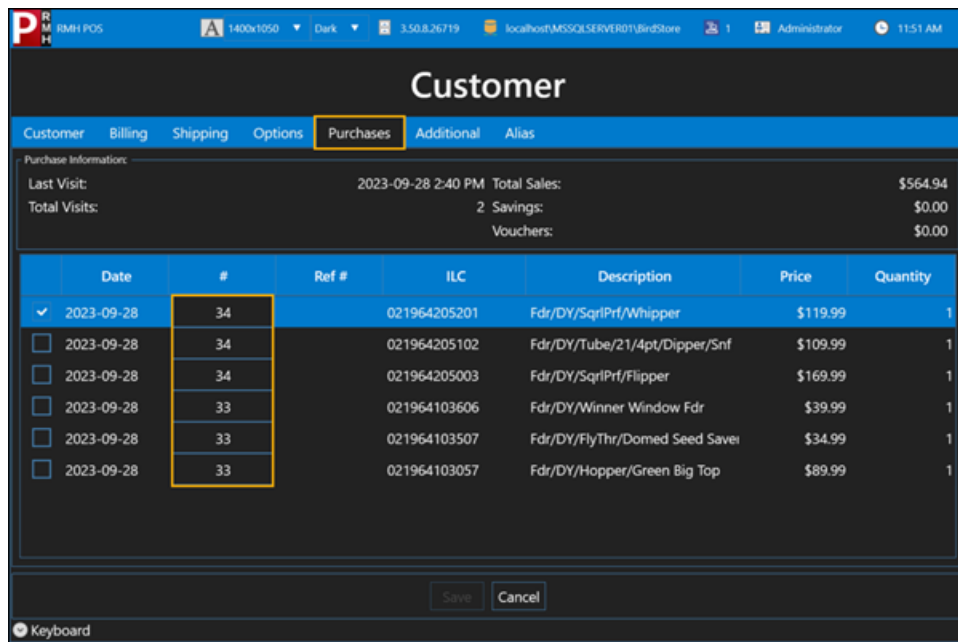 P RMH RMH POS A 1400x1050 Dark 3.50.8.26719 localhost\MSSQLSERVER01\BirdStore 1 Administrator 11:51 AM
Customer
Customer Billing Shipping Options Purchases Additional Alias
Purchase Information:
Last Visit: 2023-09-28 2:40 PM Total Sales: $564.94
Total Visits: 2 Savings: $0.00
Vouchers: $0.00
Date # Ref # ILC Description Price Quantity
2023-09-28 34 021964205201 Fdr/DY/SqrlPrf/Whipper $119.99 1
2023-09-28 34 021964205102 Fdr/DY/Tube/21/4pt/Dipper/Snf $109.99 1
2023-09-28 34 021964205003 Fdr/DY/SqrlPrf/Flipper $169.99 1
2023-09-28 33 021964103606 Fdr/DY/Winner Window Fdr $39.99 1
2023-09-28 33 021964103507 Fdr/DY/FlyThr/Domed Seed Saver $34.99 1
2023-09-28 33 021964103057 Fdr/DY/Hopper/Green Big Top $89.99 1
Save Cancel
Keyboard